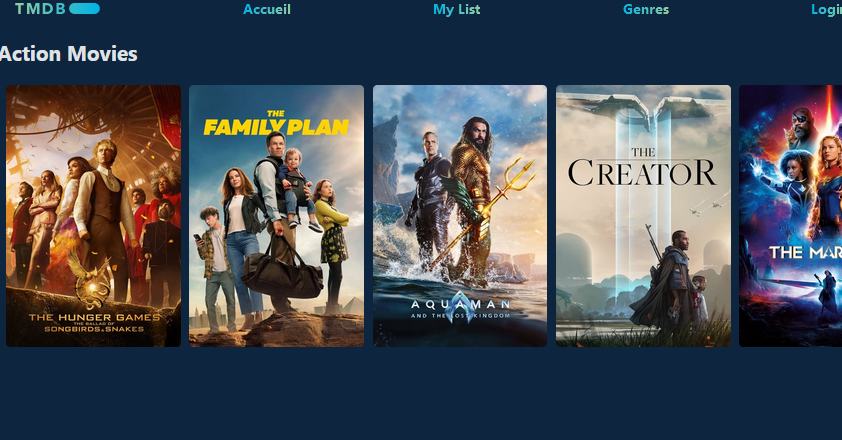 TMDB
Accueil
My List
Genres
Login
Action Movies
THE HUNGER GAMES
THE BALLAD OF
SONGBIRDS & SNAKES
THE
FAMILY PLAN
AQUAMAN
AND THE LOST KINGDOM
THE
CREATOR
THE MAR